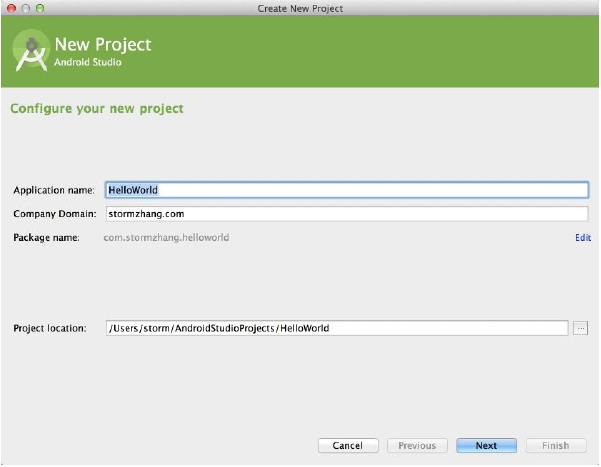 Create New Project
New Project
Android Studio
Configure your new project
Application name: HelloWorld
Company Domain: stormzhang.com
Package name: com.stormzhang.helloworld Edit
Project location: /Users/storm/AndroidStudioProjects/HelloWorld ...
Cancel Previous Next Finish